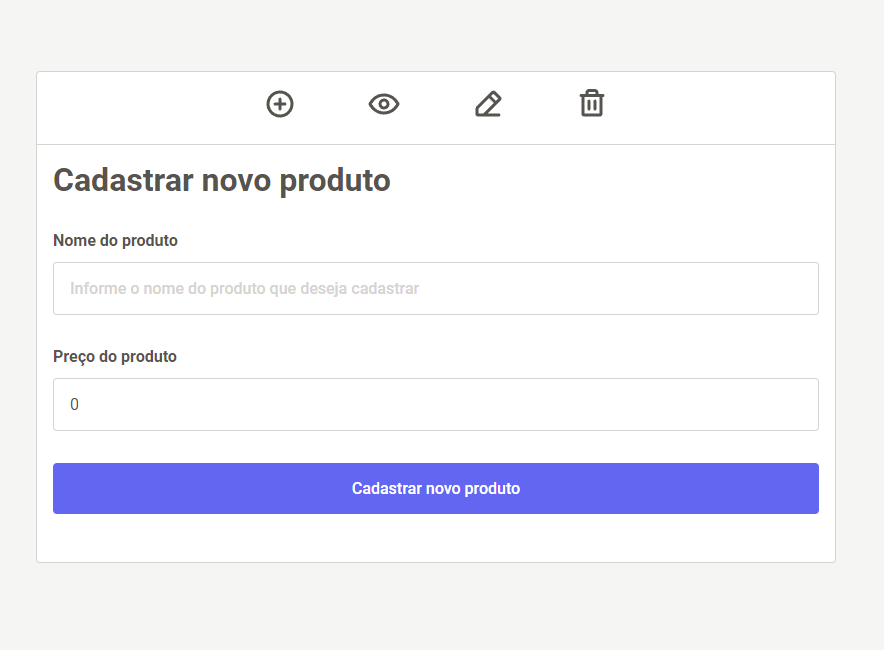 Cadastrar novo produto
Nome do produto
Informe o nome do produto que deseja cadastrar
Preço do produto
0
Cadastrar novo produto